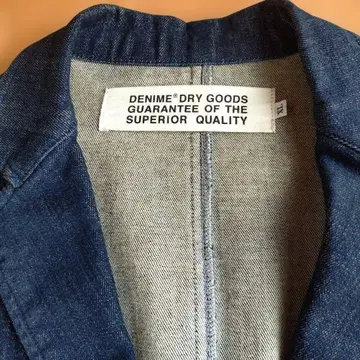 DENIME® DRY GOODS
GUARANTEE OF THE
SUPERIOR QUALITY